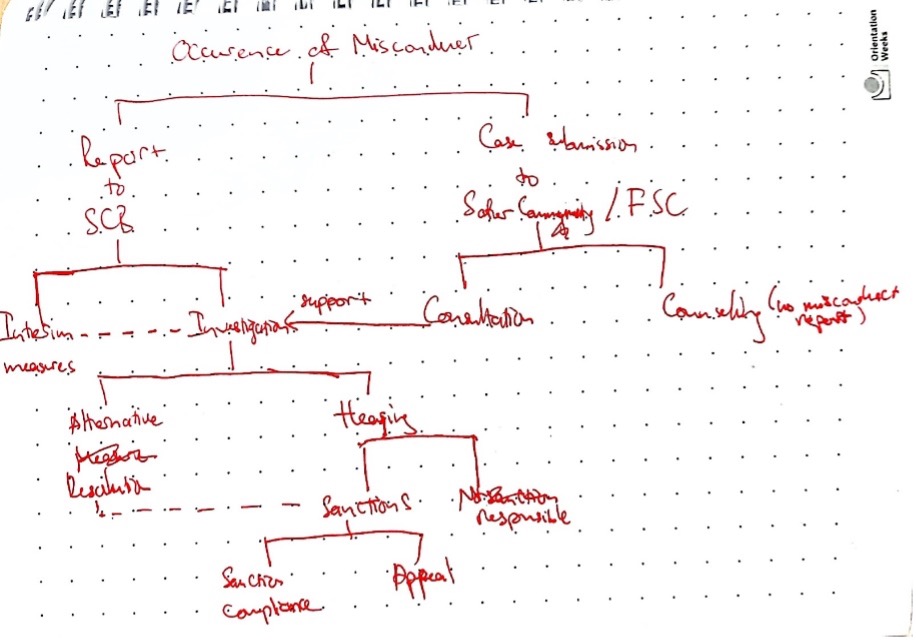 Orientation
Weeks
Occurence of Misconduct
Report
to
SCB
Case submission
to
Safer Community / FSC
Interim
measures
Investigations
support
Consultation
Counseling (no misconduct
report)
Alternative
Resolution
Hearing
Sanctions
Not
responsible
Sanction
compliance
Appeal